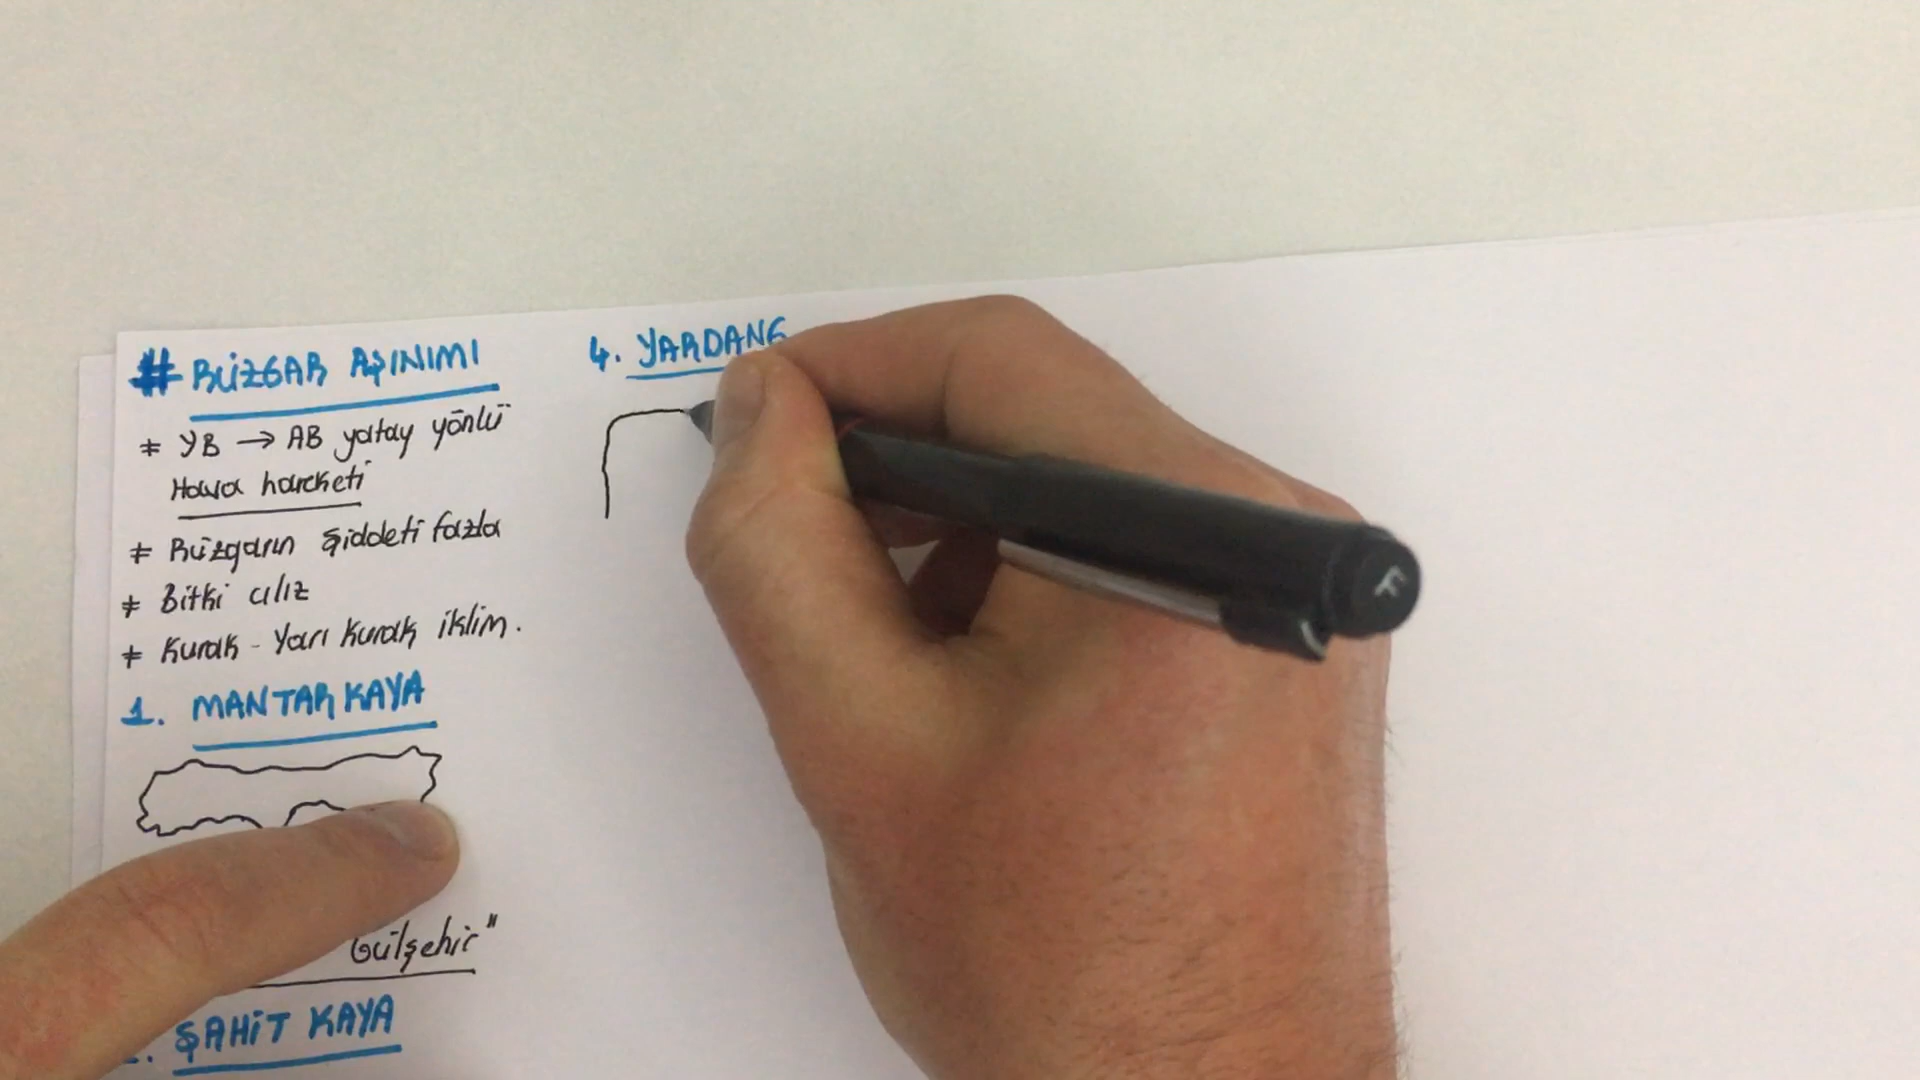 # RÜZGAR AŞINIMI
* YB → AB yatay yönlü
Hava hareketi
* Rüzgarın şiddeti fazla
* Bitki cılız
* Kurak - Yarı Kurak iklim.
1. MANTAR KAYA
Gülşehir"
. ŞAHİT KAYA
4. YARDANG
F